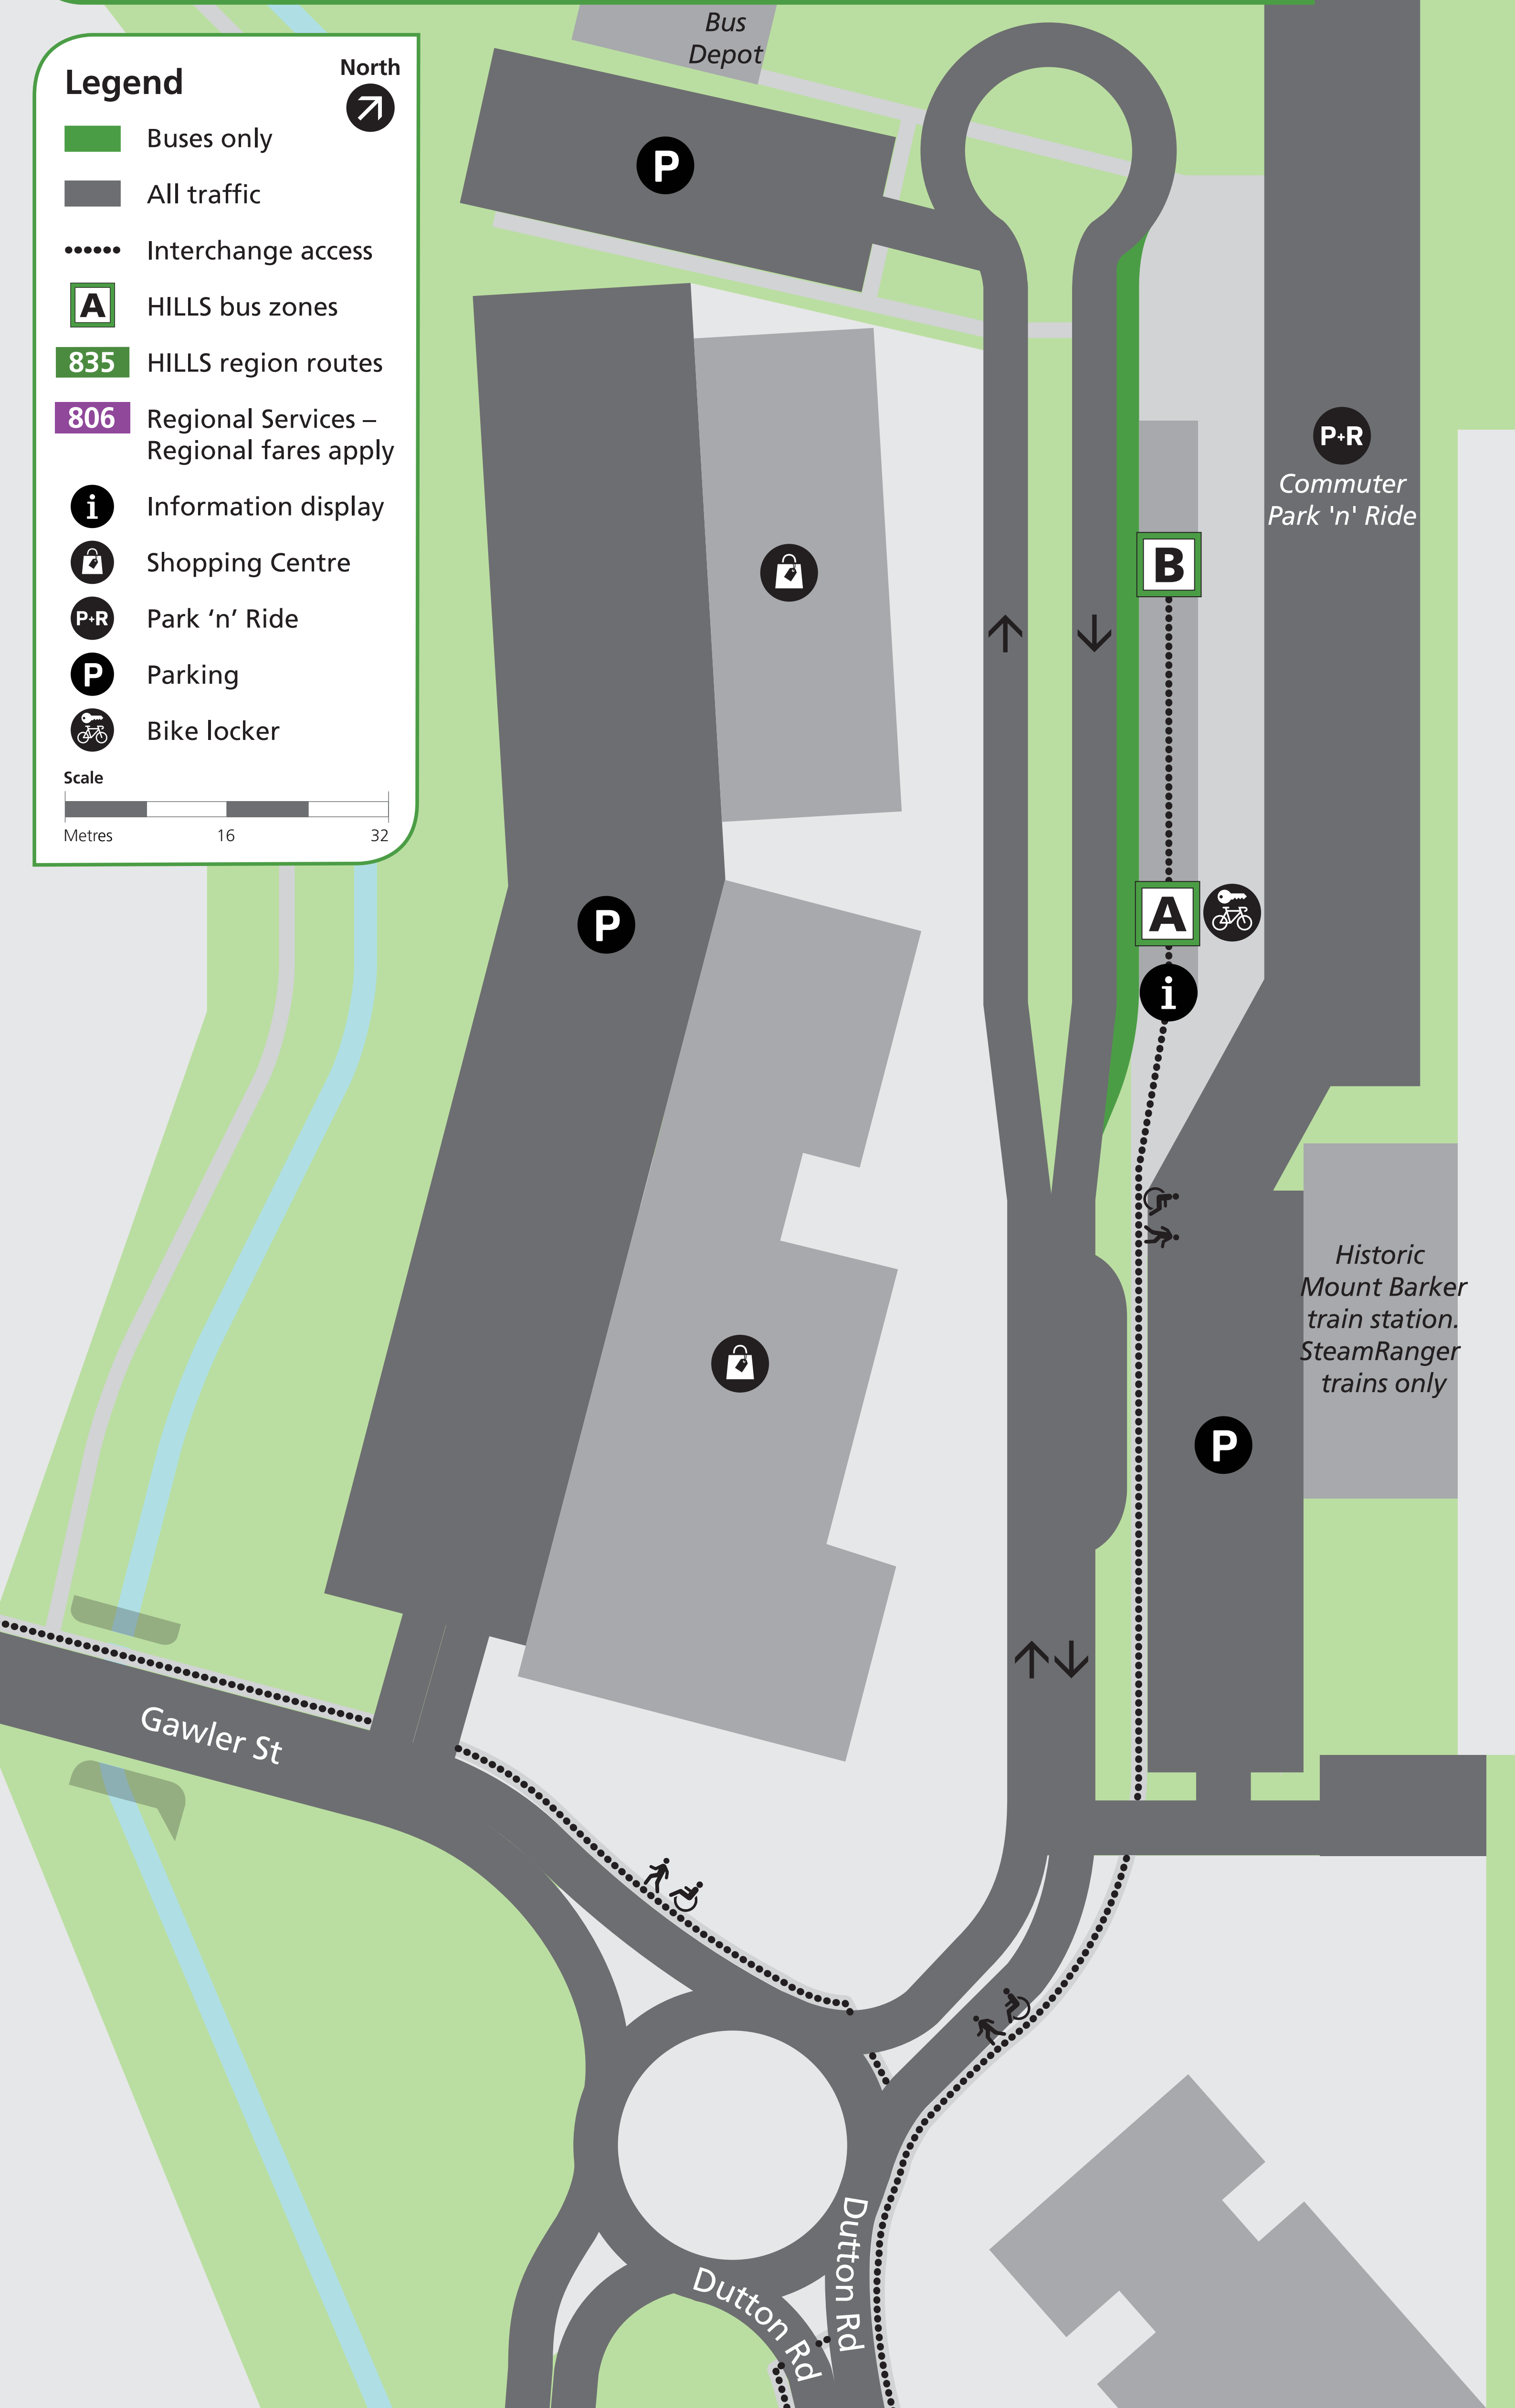 Bus
Depot
Legend
North
Buses only
All traffic
Interchange access
A
HILLS bus zones
835
HILLS region routes
806
Regional Services –
Regional fares apply
i
Information display
Shopping Centre
P+R
Park ‘n’ Ride
P
Parking
Bike locker
Scale
Metres 16 32
P
P+R
Commuter
Park 'n' Ride
B
A
i
P
Historic
Mount Barker
train station.
SteamRanger
trains only
P
Gawler St
Dutton Rd
Dutton Rd